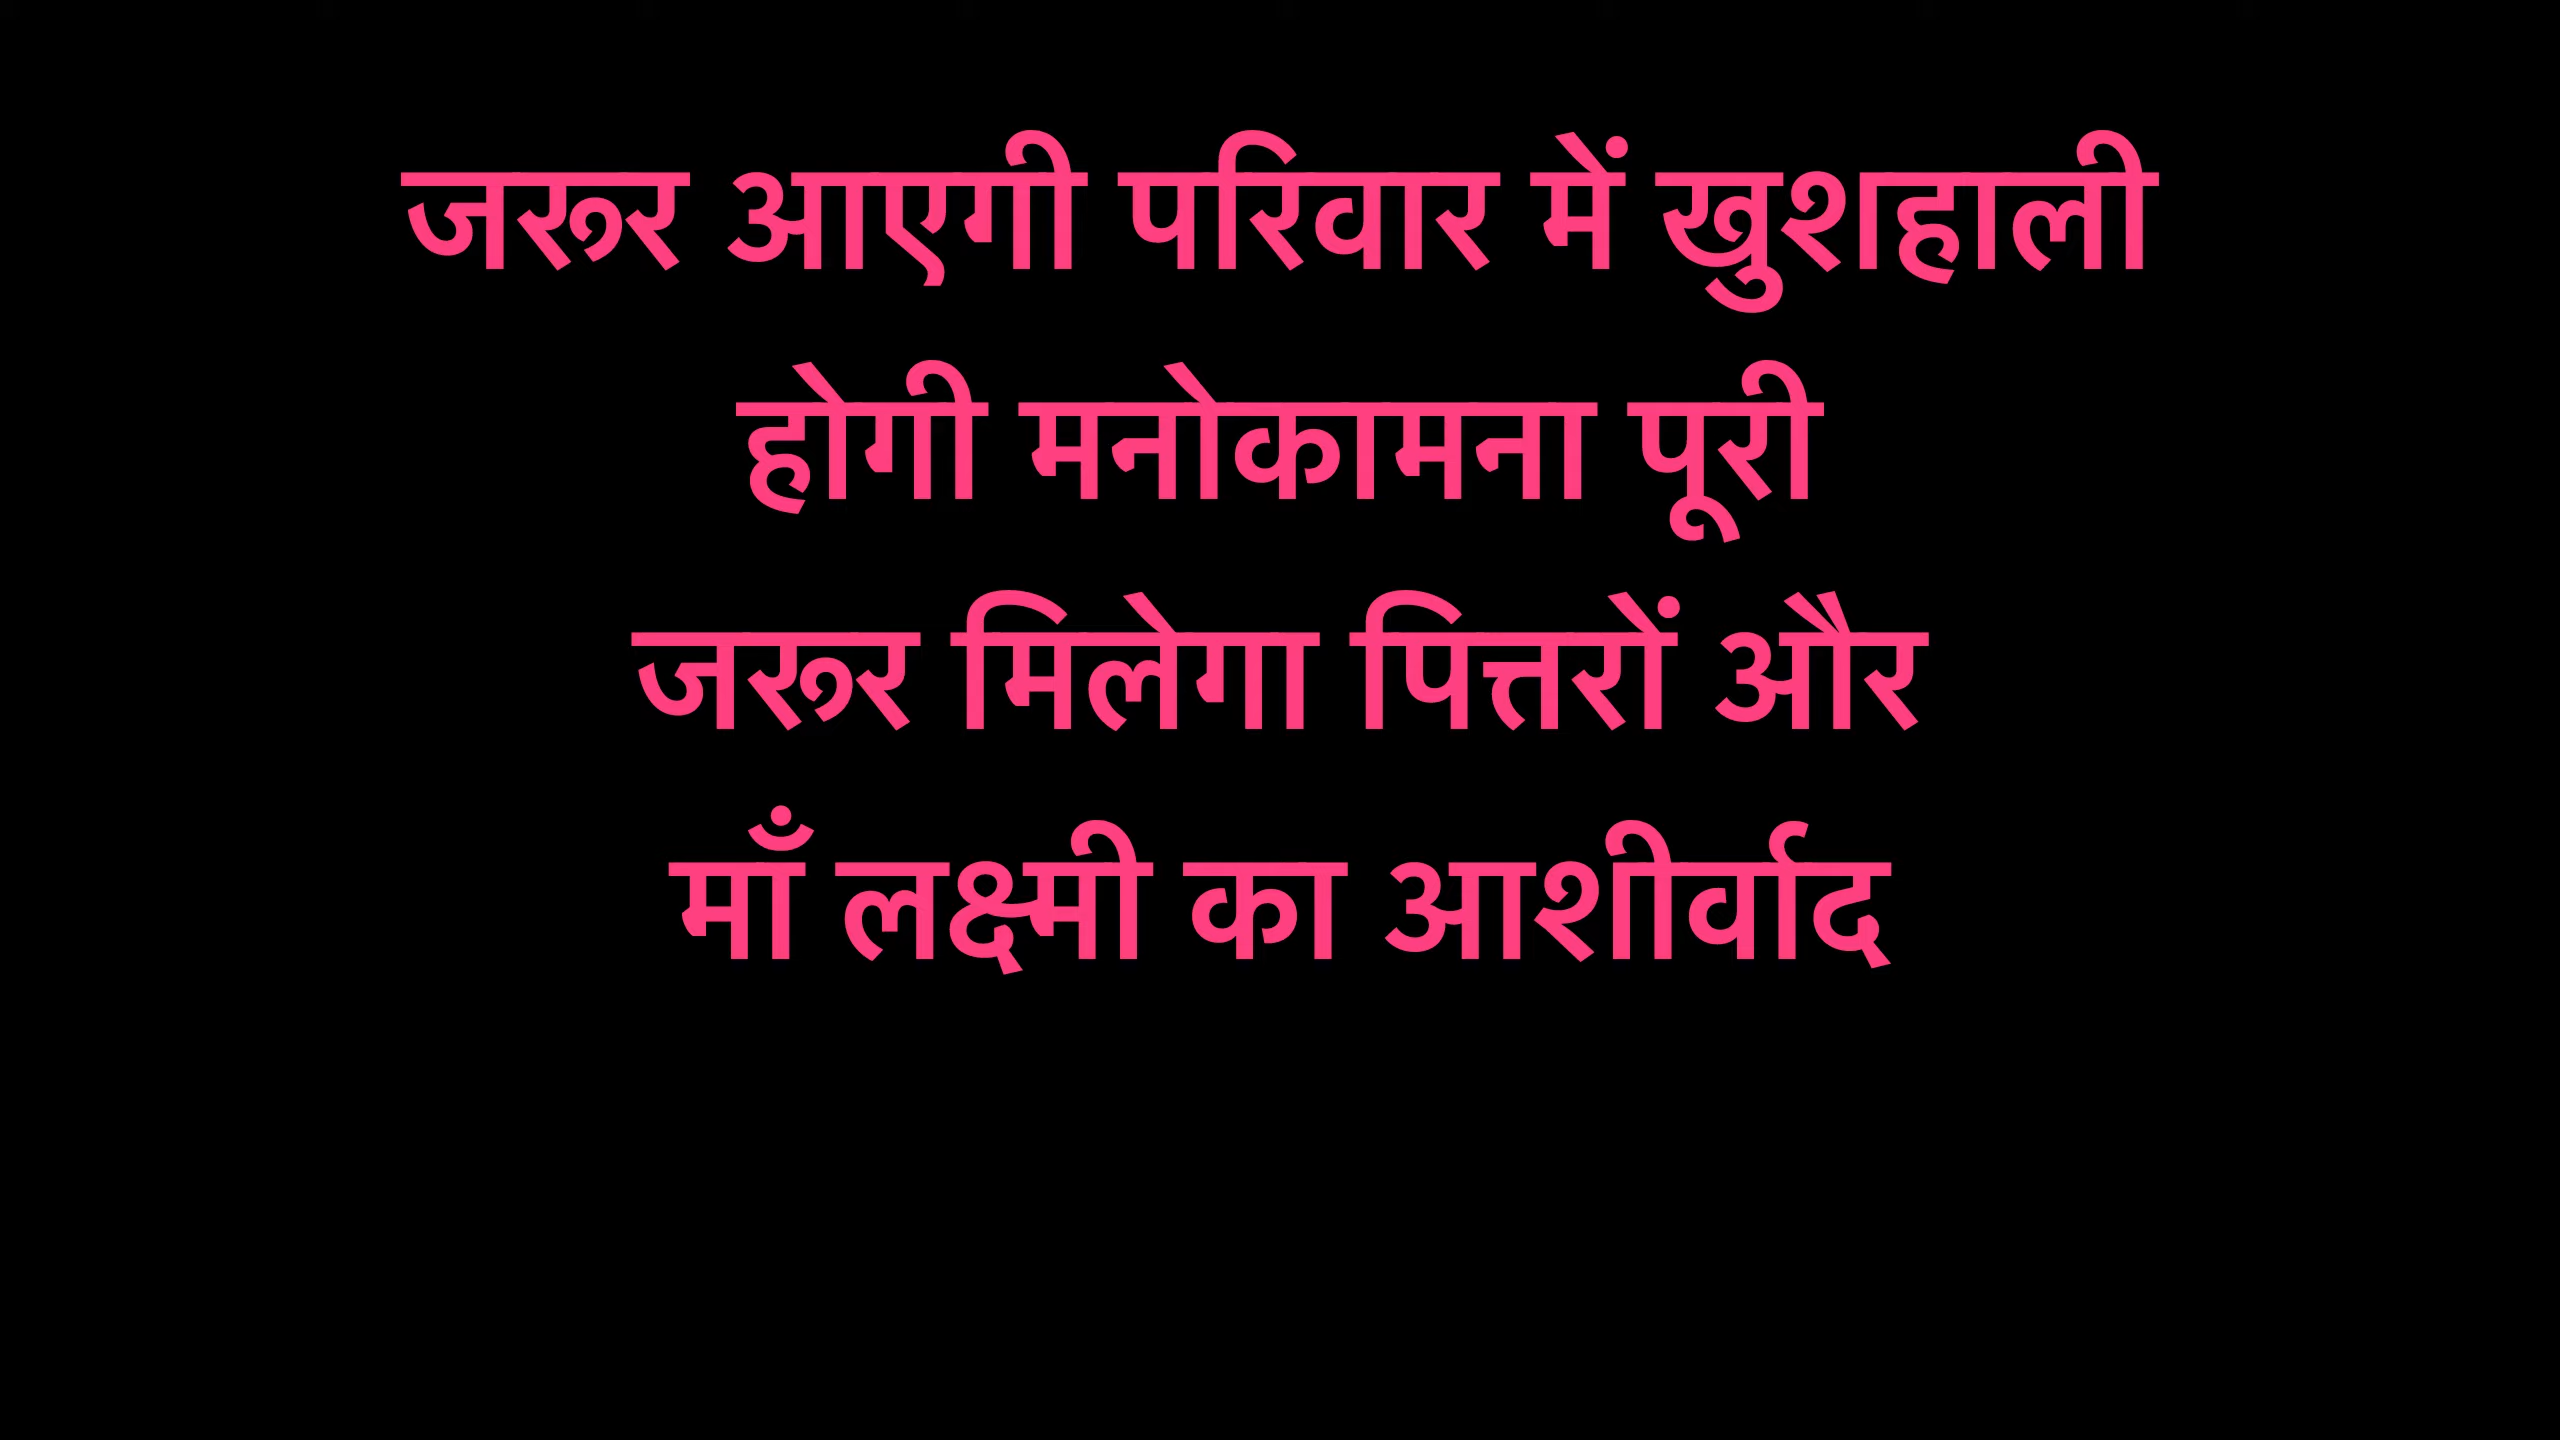 जरूर आएगी परिवार में खुशहाली
होगी मनोकामना पूरी
जरूर मिलेगा पित्तरों और
माँ लक्ष्मी का आशीर्वाद